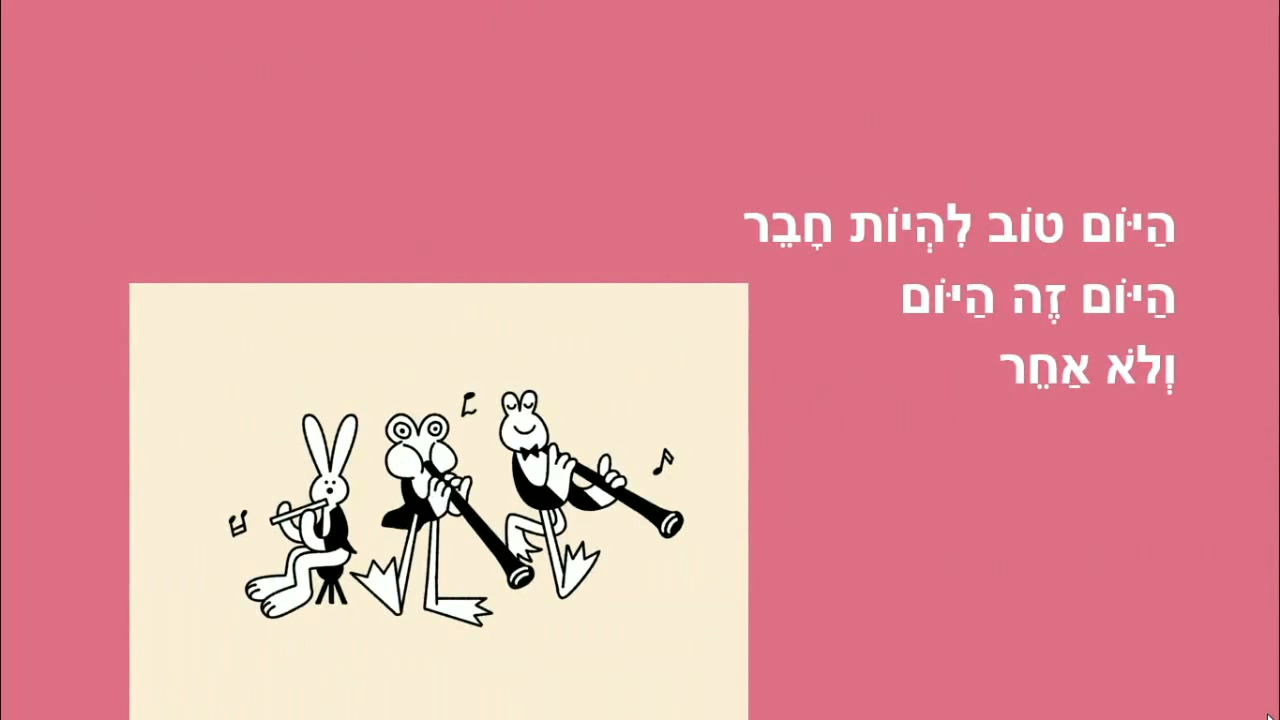 הַיּוֹם טוֹב לִהְיוֹת חָבֵר
הַיּוֹם זֶה הַיּוֹם
וְלֹא אַחֵר